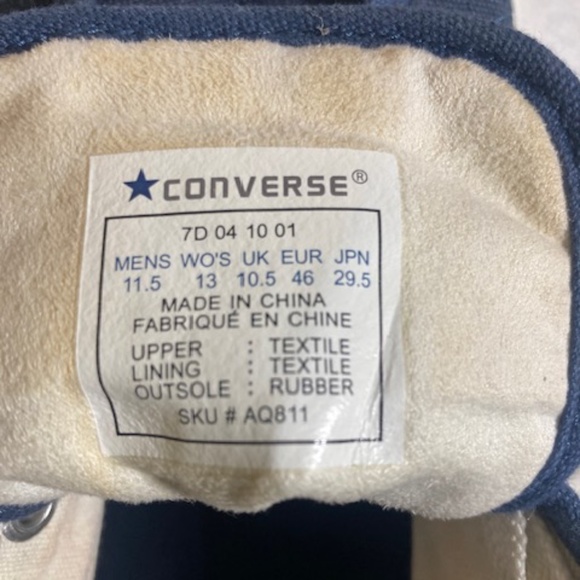 CONVERSE®
7D 04 10 01
MENS WO'S UK EUR JPN
11.5 13 10.5 46 29.5
MADE IN CHINA
FABRIQUÉ EN CHINE
UPPER : TEXTILE
LINING : TEXTILE
OUTSOLE : RUBBER
SKU # AQ811